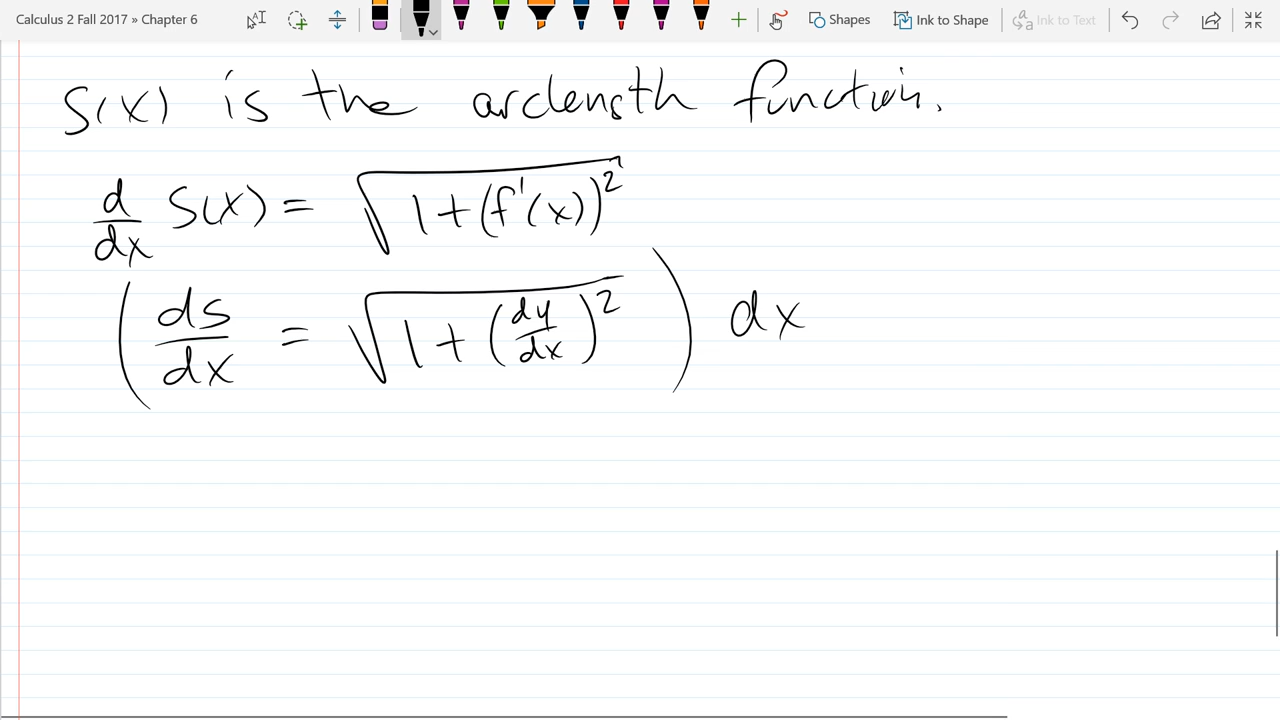 Calculus 2 Fall 2017 » Chapter 6 Shapes Ink to Shape Ink to Text
S(x) is the arclength function.
d/dx S(x) = √(1+(f'(x))²)
(ds/dx = √(1+(dy/dx)²)) dx